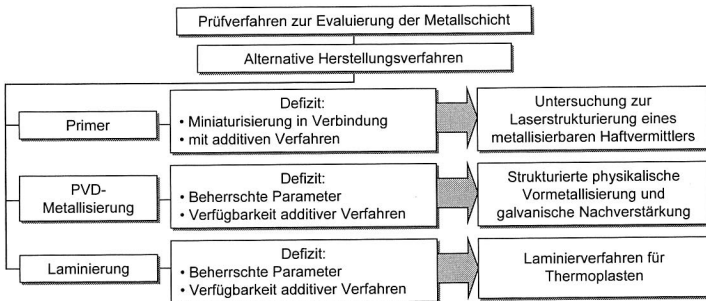 Prüfverfahren zur Evaluierung der Metallschicht
Alternative Herstellungsverfahren
Primer
Defizit:
• Miniaturisierung in Verbindung
• mit additiven Verfahren
Untersuchung zur
Laserstrukturierung eines
metallisierbaren Haftvermittlers
PVD-
Metallisierung
Defizit:
• Beherrschte Parameter
• Verfügbarkeit additiver Verfahren
Strukturierte physikalische
Vormetallisierung und
galvanische Nachverstärkung
Laminierung
Defizit:
• Beherrschte Parameter
• Verfügbarkeit additiver Verfahren
Laminierverfahren für
Thermoplasten